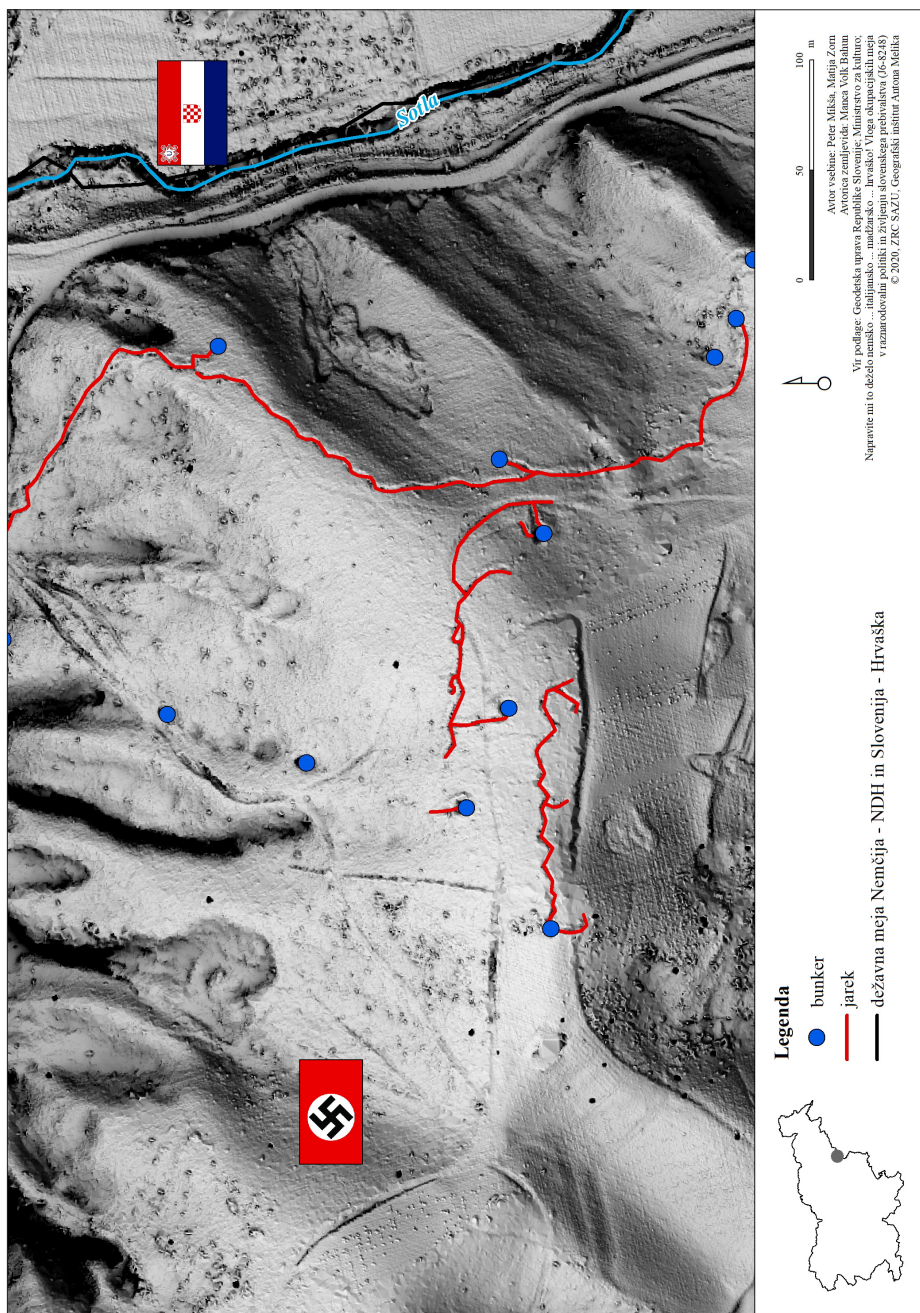 Sotla
Legenda
bunker
jarek
dežavna meja Nemčija - NDH in Slovenija - Hrvaška
0
50
100
m
Avtor vsebine: Peter Mikša, Matija Zorn
Avtorica zemljevida: Manca Volk Bahun
Vir podlage: Geodetska uprava Republike Slovenije; Ministrstvo za kulturo;
Napravite mi to deželo nemško ... italijansko ... madžarsko ... hrvaško! Vloga okupacijskih meja
v raznarodovalni politiki in življenju slovenskega prebivalstva (J6-8248)
© 2020, ZRC SAZU, Geografski inštitut Antona Melika
U